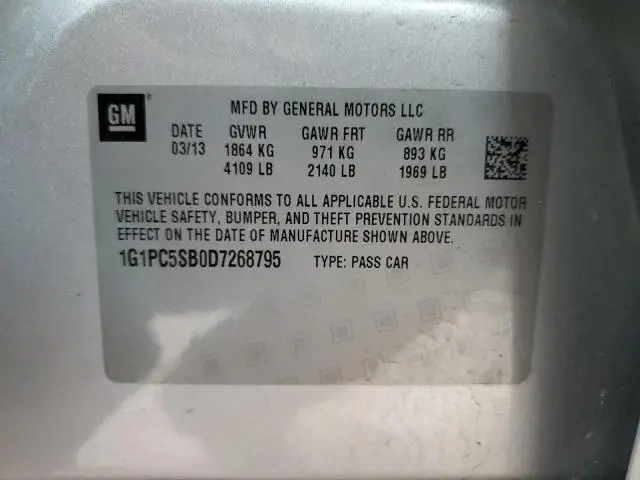 GM
MFD BY GENERAL MOTORS LLC
DATE GVWR GAWR FRT GAWR RR
03/13 1864 KG 971 KG 893 KG
4109 LB 2140 LB 1969 LB
THIS VEHICLE CONFORMS TO ALL APPLICABLE U.S. FEDERAL MOTOR
VEHICLE SAFETY, BUMPER, AND THEFT PREVENTION STANDARDS IN
EFFECT ON THE DATE OF MANUFACTURE SHOWN ABOVE.
1G1PC5SB0D7268795 TYPE: PASS CAR